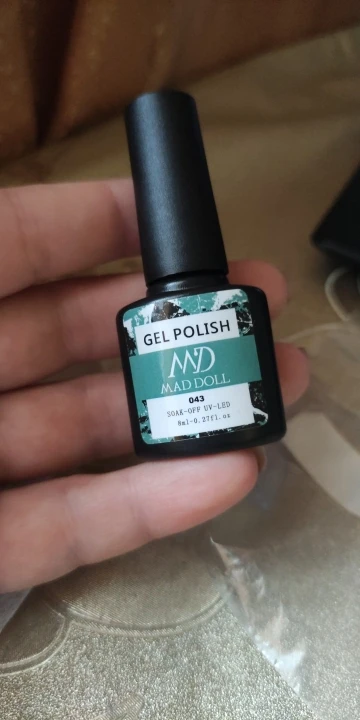 GEL POLISH
MD
MAD DOLL
043
SOAK-OFF UV-LED
8ml-0.27fl.oz